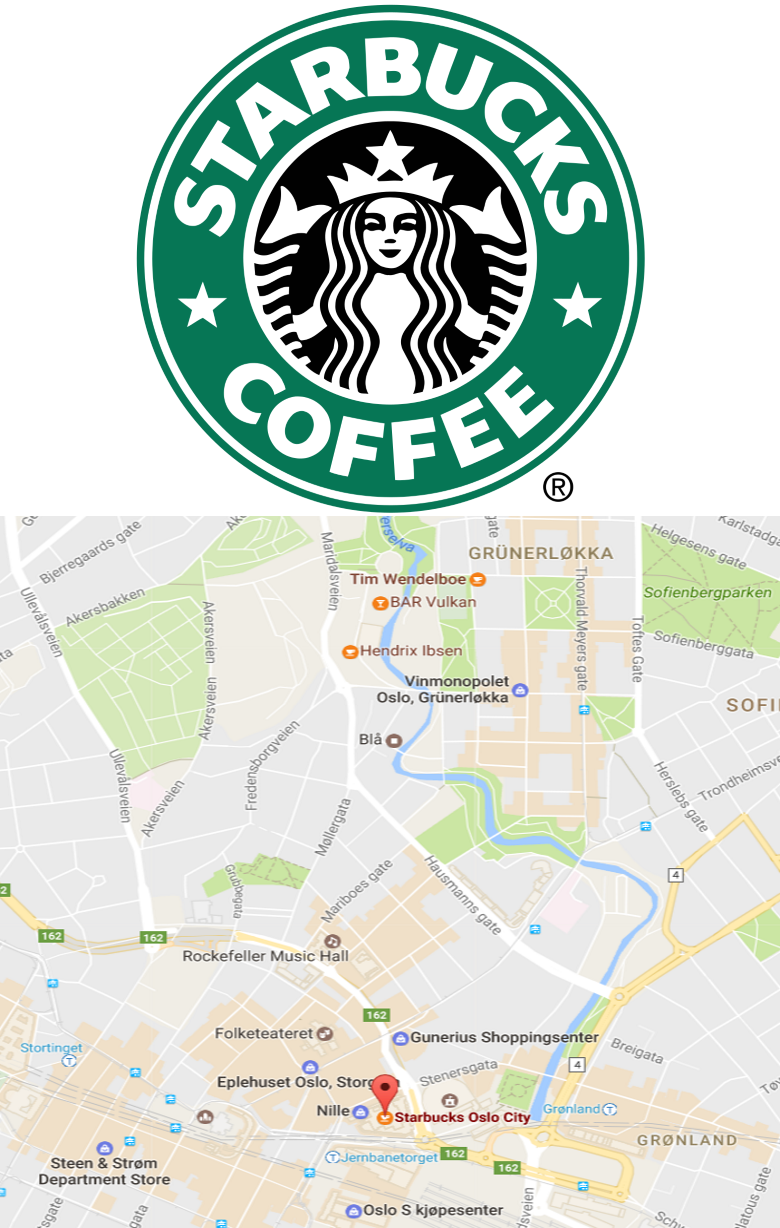 STARBUCKS
COFFEE
®
Bjerregaards gate
Maridalsveien
GRÜNERLØKKA
Helgesens gate
Tim Wendelboe
BAR Vulkan
Ullevålsveien
Akersbakken
Akersveien
Thorvald Meyers gate
Toftes Gate
Sofienbergparken
Sofienberggata
Hendrix Ibsen
Vinmonopolet
Oslo, Grünerløkka
Akersveien
SOFI
Blå
Fredensborgveien
Ullevålsveien
Akersveien
Møllergata
Herslebs gate
Trondheimsve
Grubbegata
Mariboes gate
Hausmanns gate
4
2
162
162
Rockefeller Music Hall
162
Folketeateret
Gunerius Shoppingsenter
Stortinget
Breigata
4
Eplehuset Oslo, Storg
Stenersgata
Nille
Starbucks Oslo City
Grønland
GRØNLAND
Jernbanetorget
162
162
Steen & Strøm
Department Store
Oslo S kjøpesenter